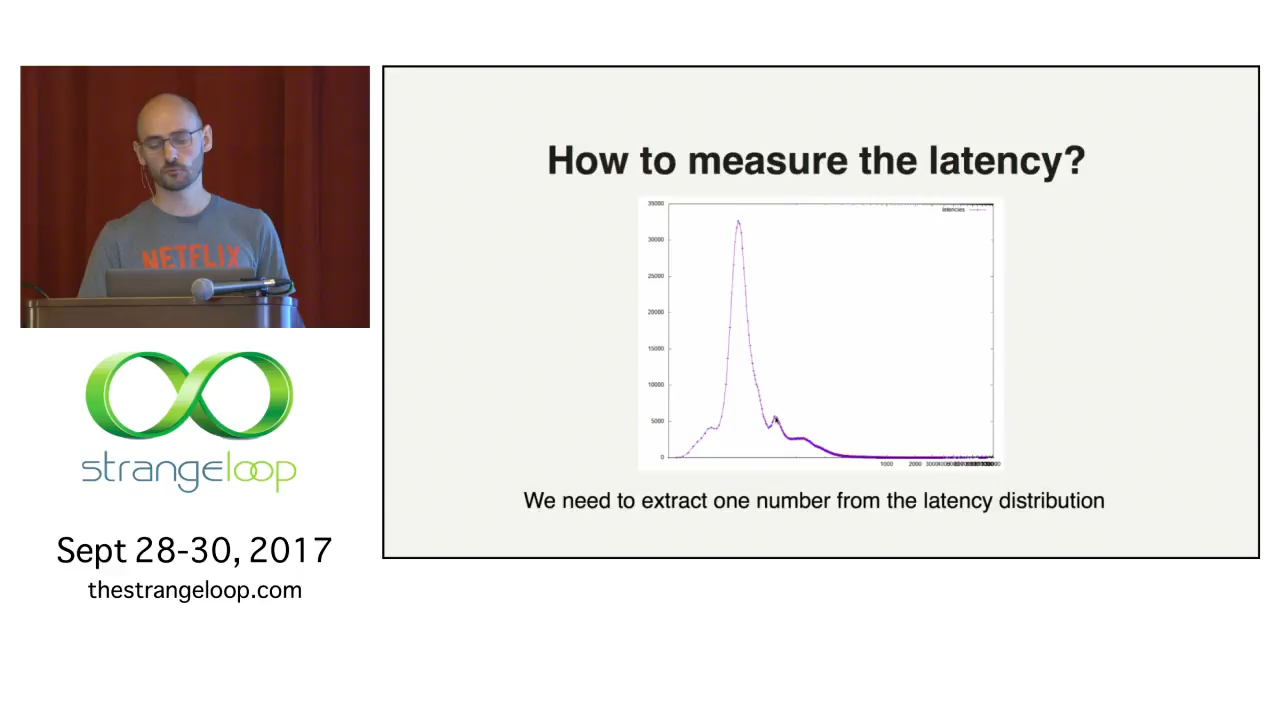 NETFLIX
strangeloop
Sept 28-30, 2017
thestrangeloop.com
How to measure the latency?
latencies
35000
30000
25000
20000
15000
10000
5000
0
1000 2000
We need to extract one number from the latency distribution